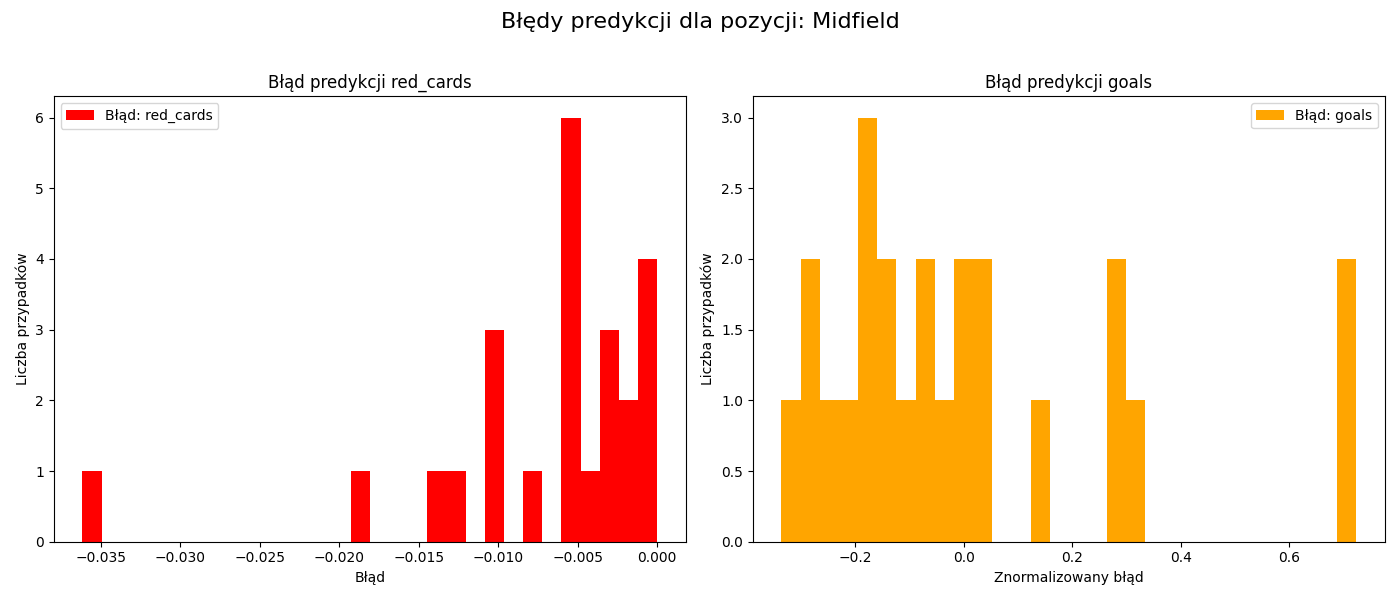 Błędy predykcji dla pozycji: Midfield
Błąd predykcji red_cards
Błąd: red_cards
Liczba przypadków
6
5
4
3
2
1
0
−0.035 −0.030 −0.025 −0.020 −0.015 −0.010 −0.005 0.000
Błąd
Błąd predykcji goals
Błąd: goals
Liczba przypadków
3.0
2.5
2.0
1.5
1.0
0.5
0.0
−0.2 0.0 0.2 0.4 0.6
Znormalizowany błąd